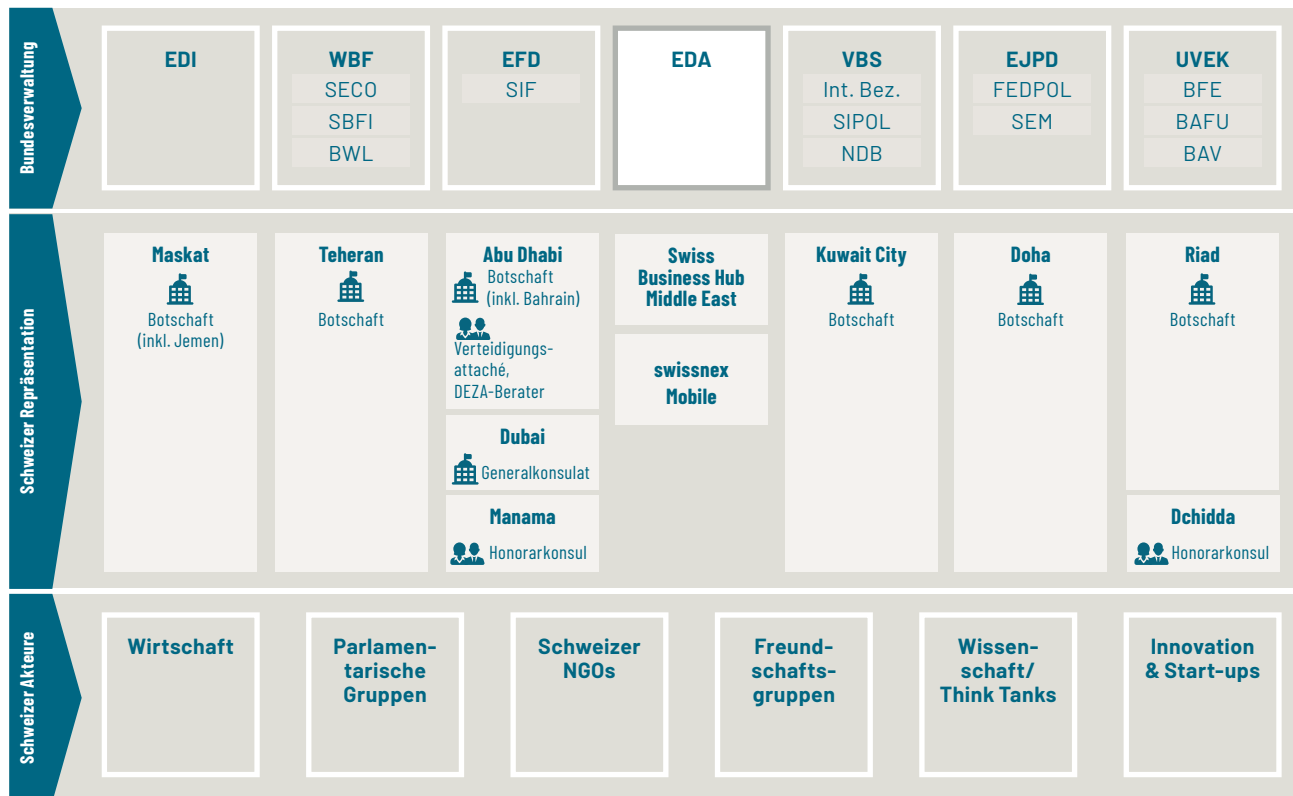 Bundesverwaltung
EDI
WBF
SECO
SBFI
BWL
EFD
SIF
EDA
VBS
Int. Bez.
SIPOL
NDB
EJPD
FEDPOL
SEM
UVEK
BFE
BAFU
BAV
Schweizer Repräsentation
Maskat
Botschaft
(inkl. Jemen)
Teheran
Botschaft
Abu Dhabi
Botschaft
(inkl. Bahrain)
Verteidigungs-
attaché,
DEZA-Berater
Dubai
Generalkonsulat
Manama
Honorarkonsul
Swiss
Business Hub
Middle East
swissnex
Mobile
Kuwait City
Botschaft
Doha
Botschaft
Riad
Botschaft
Dchidda
Honorarkonsul
Schweizer Akteure
Wirtschaft
Parlamen-
tarische
Gruppen
Schweizer
NGOs
Freund-
schafts-
gruppen
Wissen-
schaft/
Think Tanks
Innovation
& Start-ups